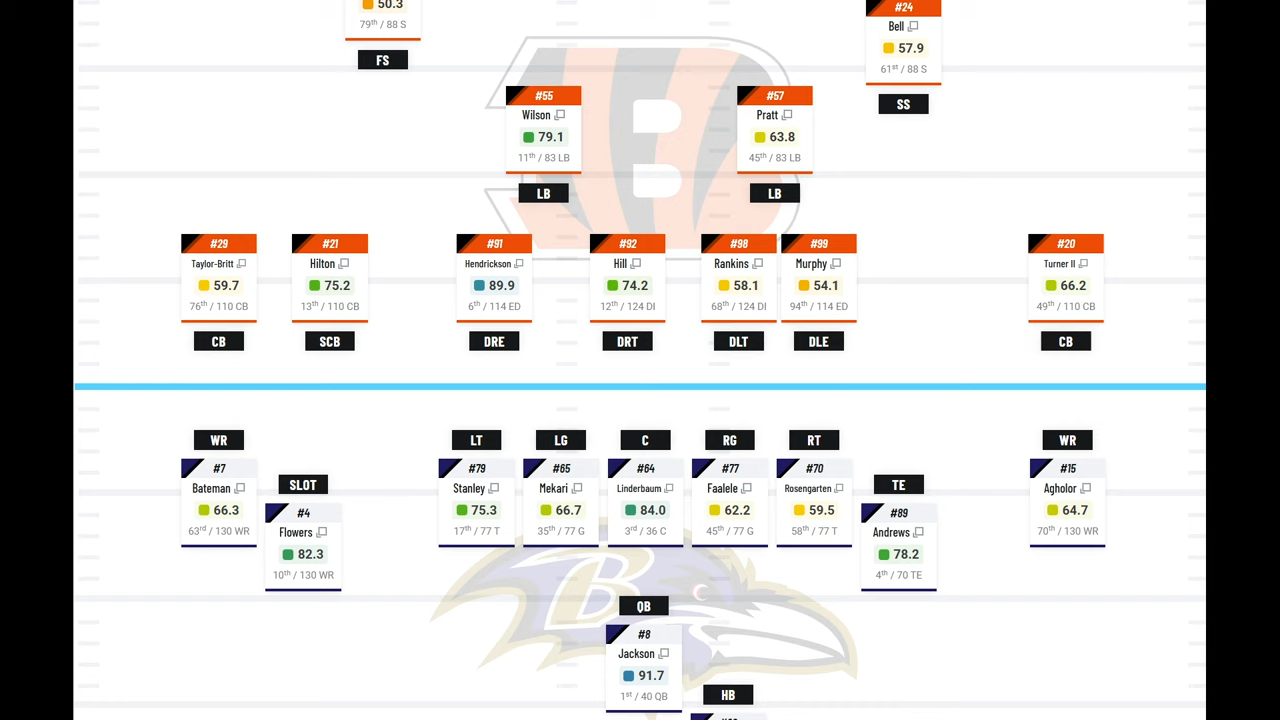 50.3
79th / 88 S
FS
#24
Bell
57.9
61st / 88 S
SS
#55
Wilson
79.1
11th / 83 LB
LB
#57
Pratt
63.8
45th / 83 LB
LB
#29
Taylor-Britt
59.7
76th / 110 CB
CB
#21
Hilton
75.2
13th / 110 CB
SCB
#91
Hendrickson
89.9
6th / 114 ED
DRE
#92
Hill
74.2
12th / 124 DI
DRT
#98
Rankins
58.1
68th / 124 DI
DLT
#99
Murphy
54.1
94th / 114 ED
DLE
#20
Turner II
66.2
49th / 110 CB
CB
WR
#7
Bateman
66.3
63rd / 130 WR
SLOT
#4
Flowers
82.3
10th / 130 WR
LT
#79
Stanley
75.3
17th / 77 T
LG
#65
Mekari
66.7
35th / 77 G
C
#64
Linderbaum
84.0
3rd / 36 C
RG
#77
Faalele
62.2
45th / 77 G
RT
#70
Rosengarten
59.5
58th / 77 T
TE
#89
Andrews
78.2
4th / 70 TE
WR
#15
Agholor
64.7
70th / 130 WR
B
B
QB
#8
Jackson
91.7
1st / 40 QB
HB